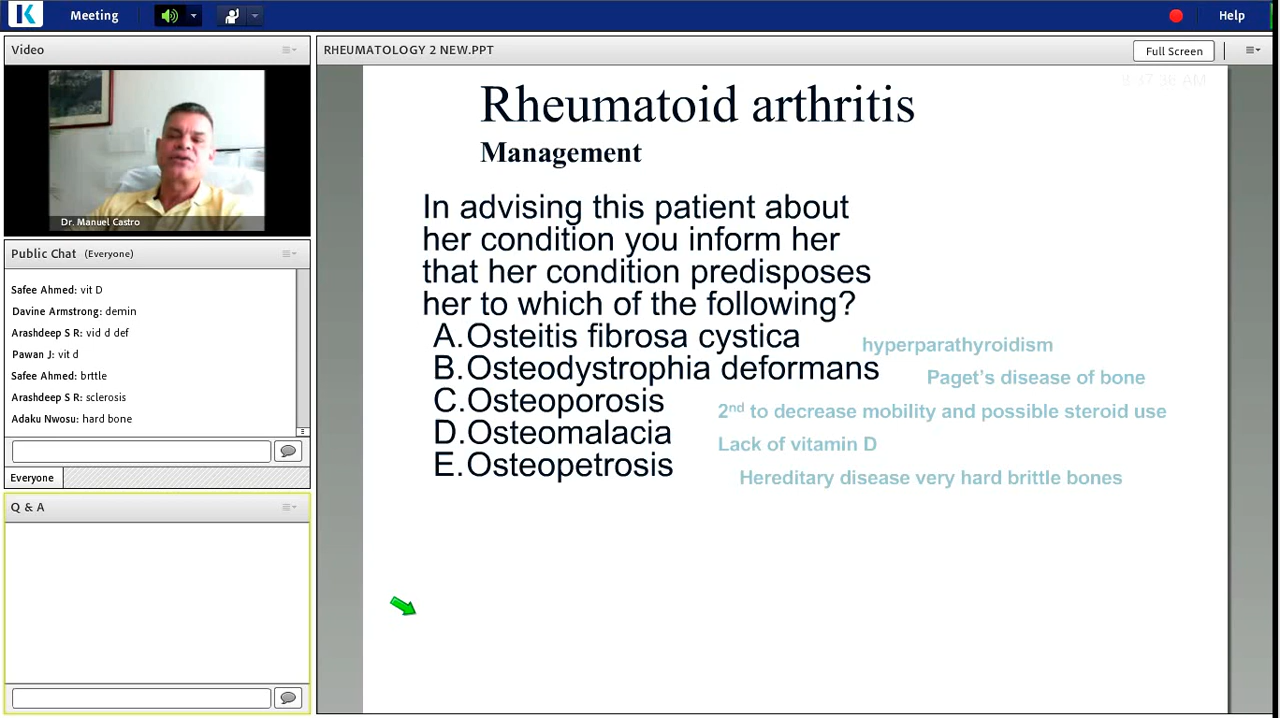 K Meeting Help
Video
Dr. Manuel Castro
Public Chat (Everyone)
Safee Ahmed: vit D
Davine Armstrong: demin
Arashdeep S R: vid d def
Pawan J: vit d
Safee Ahmed: brttle
Arashdeep S R: sclerosis
Adaku Nwosu: hard bone
Everyone
Q & A
RHEUMATOLOGY 2 NEW.PPT
Full Screen
Rheumatoid arthritis
Management
In advising this patient about
her condition you inform her
that her condition predisposes
her to which of the following?
A. Osteitis fibrosa cystica hyperparathyroidism
B. Osteodystrophia deformans Paget's disease of bone
C. Osteoporosis 2nd to decrease mobility and possible steroid use
D. Osteomalacia Lack of vitamin D
E. Osteopetrosis Hereditary disease very hard brittle bones